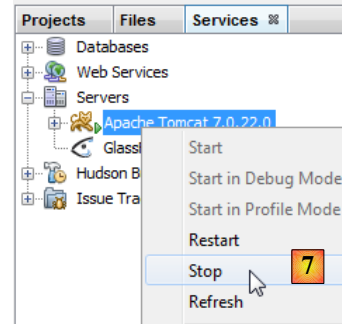 Projects Files Services
Databases
Web Services
Servers
Apache Tomcat 7.0.22.0
Start
Hudson B
Start in Debug Mode
Issue Tra
Start in Profile Mode
Restart
Stop 7
Refresh